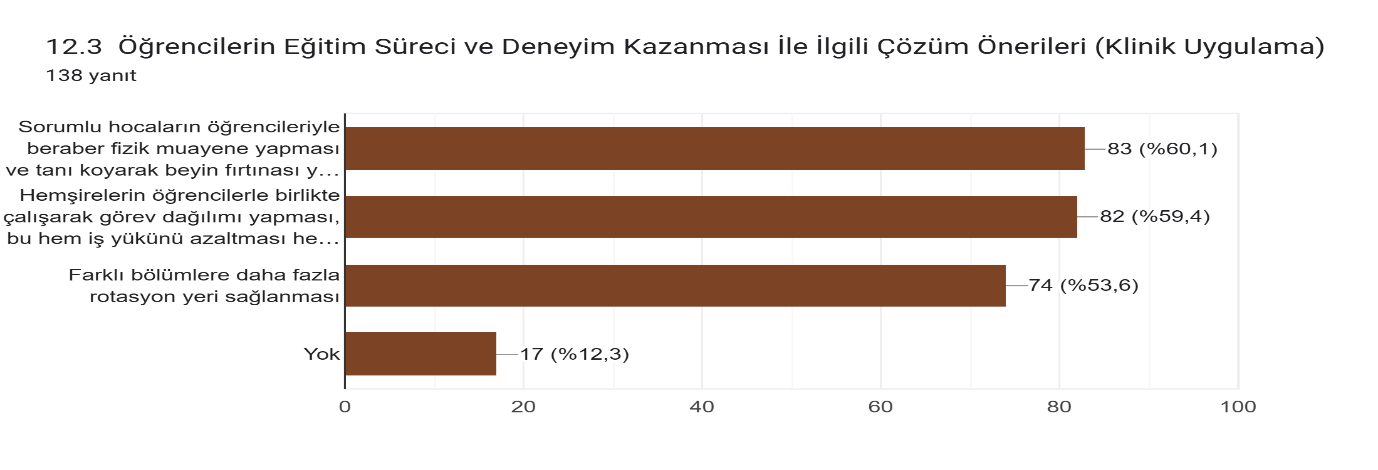 12.3  Öğrencilerin Eğitim Süreci ve Deneyim Kazanması İle İlgili Çözüm Önerileri (Klinik Uygulama)
138 yanıt
Sorumlu hocaların öğrencileriyle
beraber fizik muayene yapması
ve tanı koyarak beyin fırtınası y…
83 (%60,1)
Hemşirelerin öğrencilerle birlikte
çalışarak görev dağılımı yapması,
bu hem iş yükünü azaltması he…
82 (%59,4)
Farklı bölümlere daha fazla
rotasyon yeri sağlanması
74 (%53,6)
Yok
17 (%12,3)
0 20 40 60 80 100